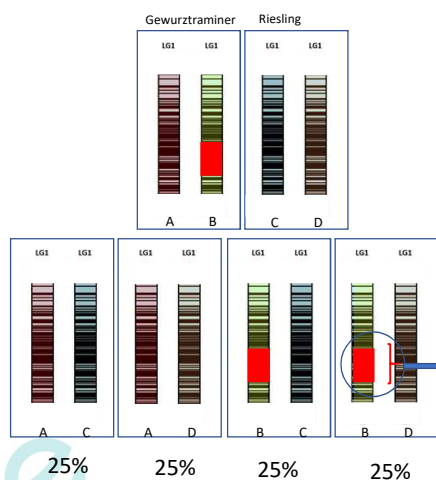 Gewurztraminer Riesling
LG1 LG1 LG1 LG1
A B C D
LG1 LG1 LG1 LG1 LG1 LG1 LG1 LG1
A C A D B C B D
25% 25% 25% 25%